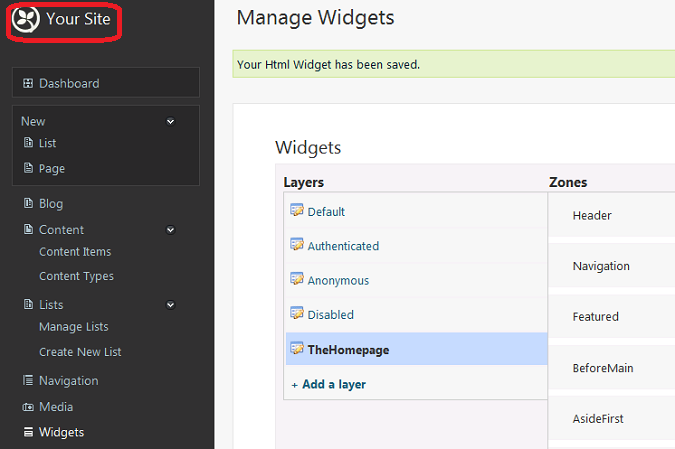 Your Site
Dashboard
New
List
Page
Blog
Content
Content Items
Content Types
Lists
Manage Lists
Create New List
Navigation
Media
Widgets
Manage Widgets
Your Html Widget has been saved.
Widgets
Layers
Default
Authenticated
Anonymous
Disabled
TheHomepage
+ Add a layer
Zones
Header
Navigation
Featured
BeforeMain
AsideFirst